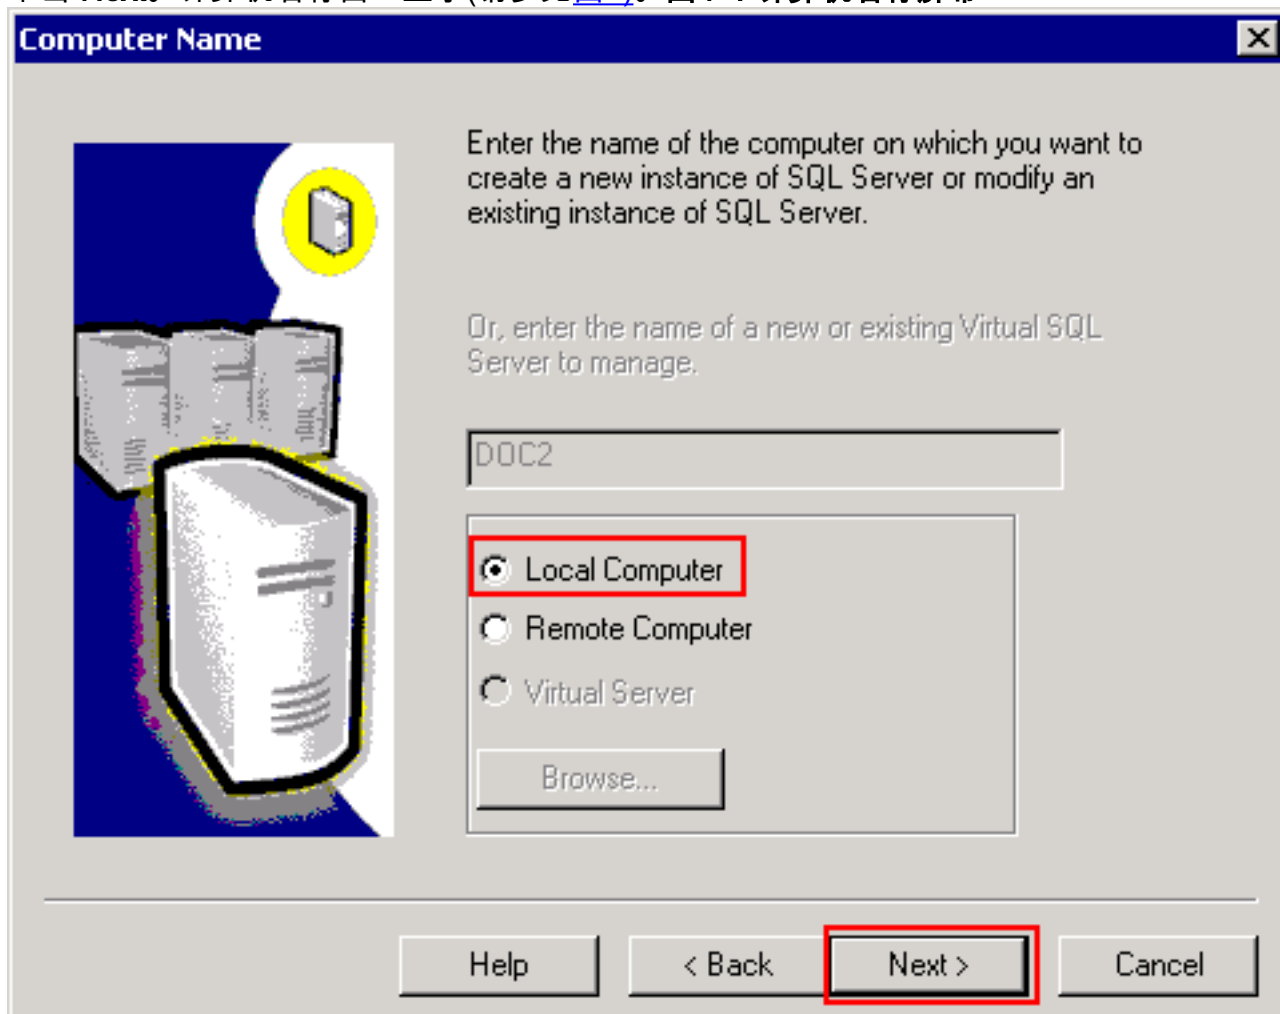 Computer Name
Enter the name of the computer on which you want to
create a new instance of SQL Server or modify an
existing instance of SQL Server.
Or, enter the name of a new or existing Virtual SQL
Server to manage.
DOC2
Local Computer
Remote Computer
Virtual Server
Browse...
Help
< Back
Next >
Cancel